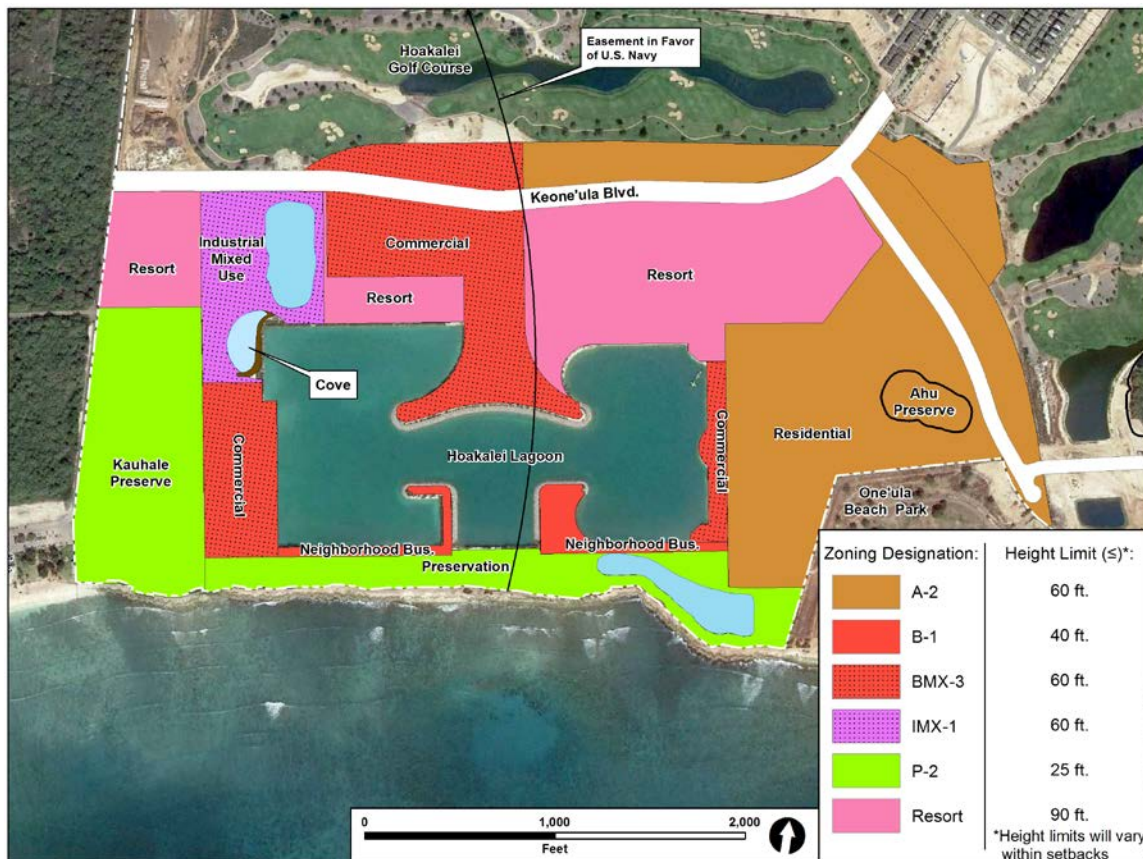 Hoakalei
Golf Course
Easement in Favor
of U.S. Navy
Keone'ula Blvd.
Industrial
Mixed
Use
Commercial
Resort
Resort
Resort
Cove
Ahu
Preserve
Commercial
Commercial
Residential
Kauhale
Preserve
Hoakalei Lagoon
One'ula
Beach Park
Neighborhood Bus.
Neighborhood Bus.
Preservation
Zoning Designation:
Height Limit (≤)*:
A-2
60 ft.
B-1
40 ft.
BMX-3
60 ft.
IMX-1
60 ft.
P-2
25 ft.
Resort
90 ft.
*Height limits will vary
within setbacks
0
1,000
2,000
Feet